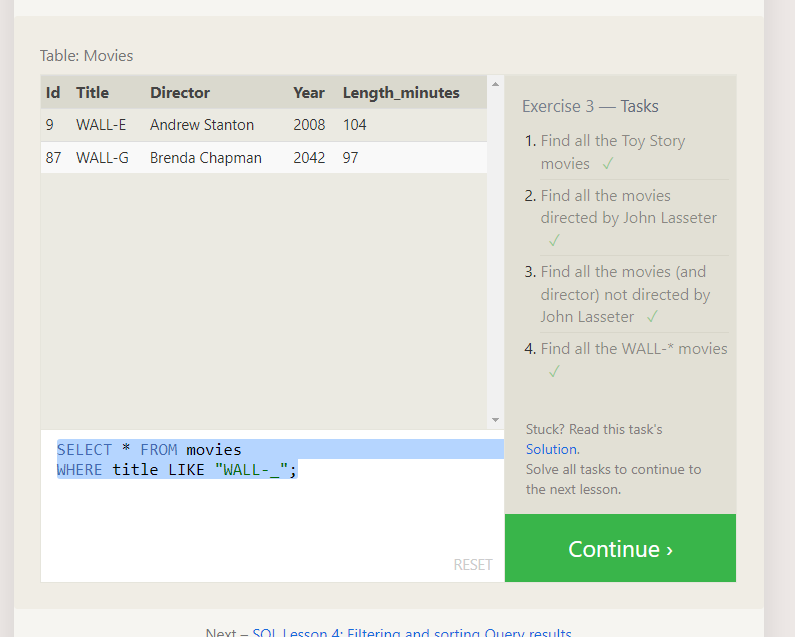 Table: Movies
Id Title Director Year Length_minutes
9 WALL-E Andrew Stanton 2008 104
87 WALL-G Brenda Chapman 2042 97
SELECT * FROM movies
WHERE title LIKE "WALL-_";
RESET
Exercise 3 — Tasks
1. Find all the Toy Story
movies ✓
2. Find all the movies
directed by John Lasseter
✓
3. Find all the movies (and
director) not directed by
John Lasseter ✓
4. Find all the WALL-* movies
✓
Stuck? Read this task's
Solution.
Solve all tasks to continue to
the next lesson.
Continue ›
Next – SQL Lesson 4: Filtering and sorting Query results